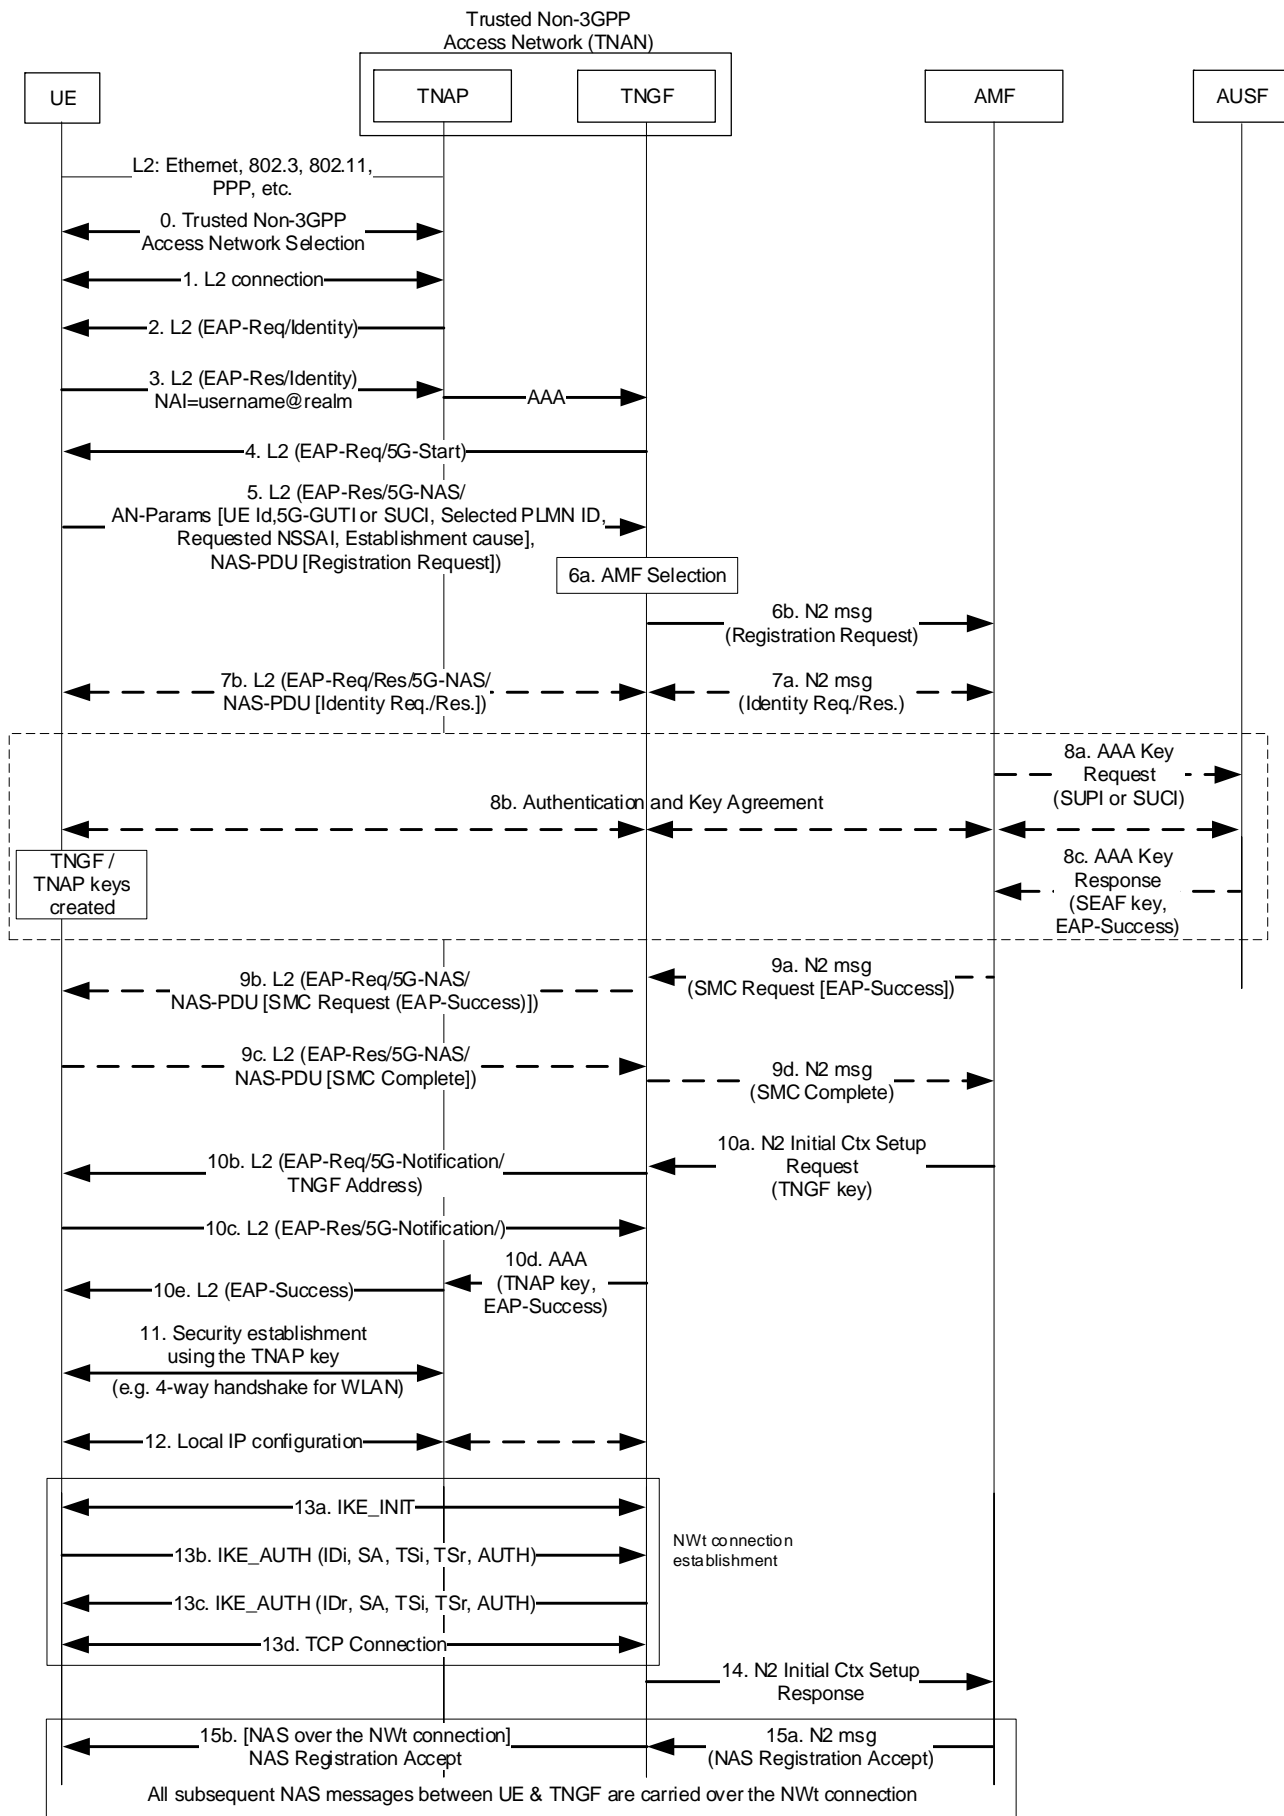 Trusted Non-3GPP
Access Network (TNAN)
UE
TNAP
TNGF
AMF
AUSF
L2: Ethernet, 802.3, 802.11,
PPP, etc.
0. Trusted Non-3GPP
Access Network Selection
1. L2 connection
2. L2 (EAP-Req/Identity)
3. L2 (EAP-Res/Identity)
NAI=username@realm
AAA
4. L2 (EAP-Req/5G-Start)
5. L2 (EAP-Res/5G-NAS/
AN-Params [UE Id,5G-GUTI or SUCI, Selected PLMN ID,
Requested NSSAI, Establishment cause],
NAS-PDU [Registration Request])
6a. AMF Selection
6b. N2 msg
(Registration Request)
7b. L2 (EAP-Req/Res/5G-NAS/
NAS-PDU [Identity Req./Res.])
7a. N2 msg
(Identity Req./Res.)
8a. AAA Key
Request
(SUPI or SUCI)
8b. Authentication and Key Agreement
TNGF /
TNAP keys
created
8c. AAA Key
Response
(SEAF key,
EAP-Success)
9b. L2 (EAP-Req/5G-NAS/
NAS-PDU [SMC Request (EAP-Success)])
9a. N2 msg
(SMC Request [EAP-Success])
9c. L2 (EAP-Res/5G-NAS/
NAS-PDU [SMC Complete])
9d. N2 msg
(SMC Complete)
10a. N2 Initial Ctx Setup
Request
(TNGF key)
10b. L2 (EAP-Req/5G-Notification/
TNGF Address)
10c. L2 (EAP-Res/5G-Notification/)
10d. AAA
(TNAP key,
EAP-Success)
10e. L2 (EAP-Success)
11. Security establishment
using the TNAP key
(e.g. 4-way handshake for WLAN)
12. Local IP configuration
13a. IKE_INIT
13b. IKE_AUTH (IDi, SA, TSi, TSr, AUTH)
NWt connection
establishment
13c. IKE_AUTH (IDr, SA, TSi, TSr, AUTH)
13d. TCP Connection
14. N2 Initial Ctx Setup
Response
15b. [NAS over the NWt connection]
NAS Registration Accept
15a. N2 msg
(NAS Registration Accept)
All subsequent NAS messages between UE & TNGF are carried over the NWt connection